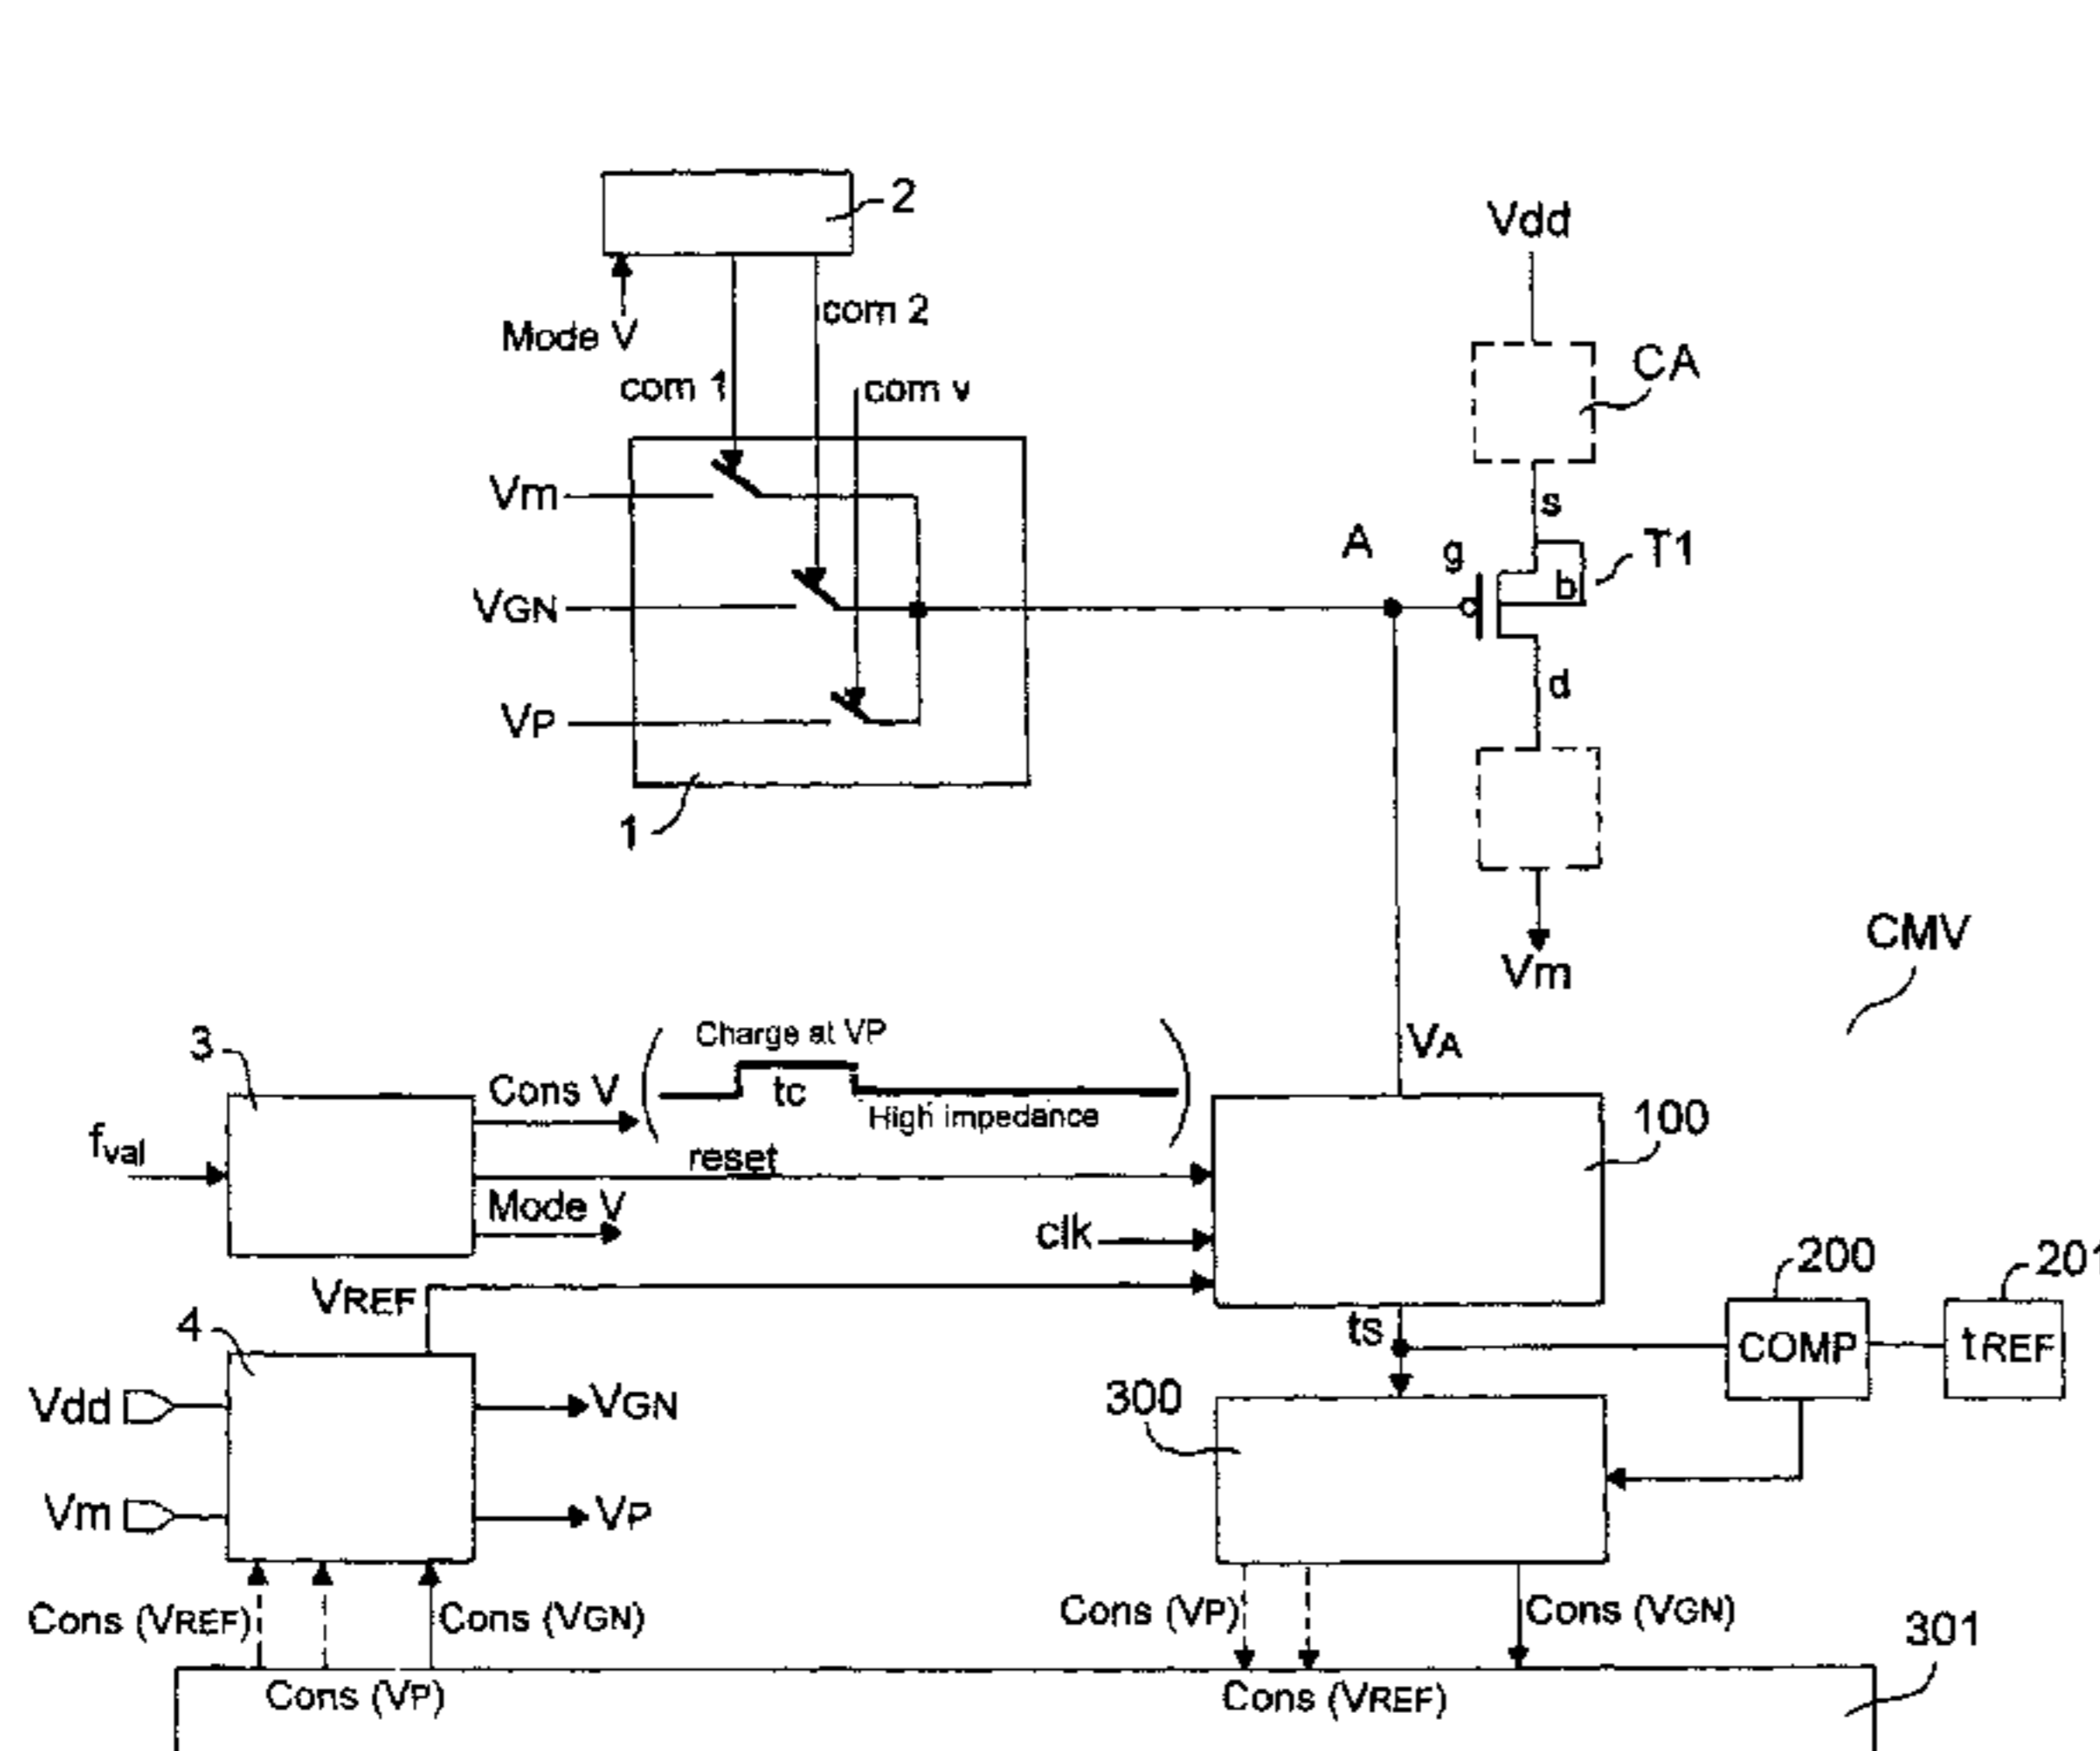 2
Vdd
com 2
Mode V
CA
com 1
com v
Vm
s
A
g
T1
b
VGN
d
VP
1
CMV
Vm
3
Charge at VP
VA
Cons V
tc
High impedance
100
fval
reset
Mode V
clk
200
201
VREF
4
ts
COMP
tREF
Vdd
VGN
300
Vm
VP
Cons (VREF)
Cons (VGN)
Cons (VP)
Cons (VGN)
301
Cons (VP)
Cons (VREF)